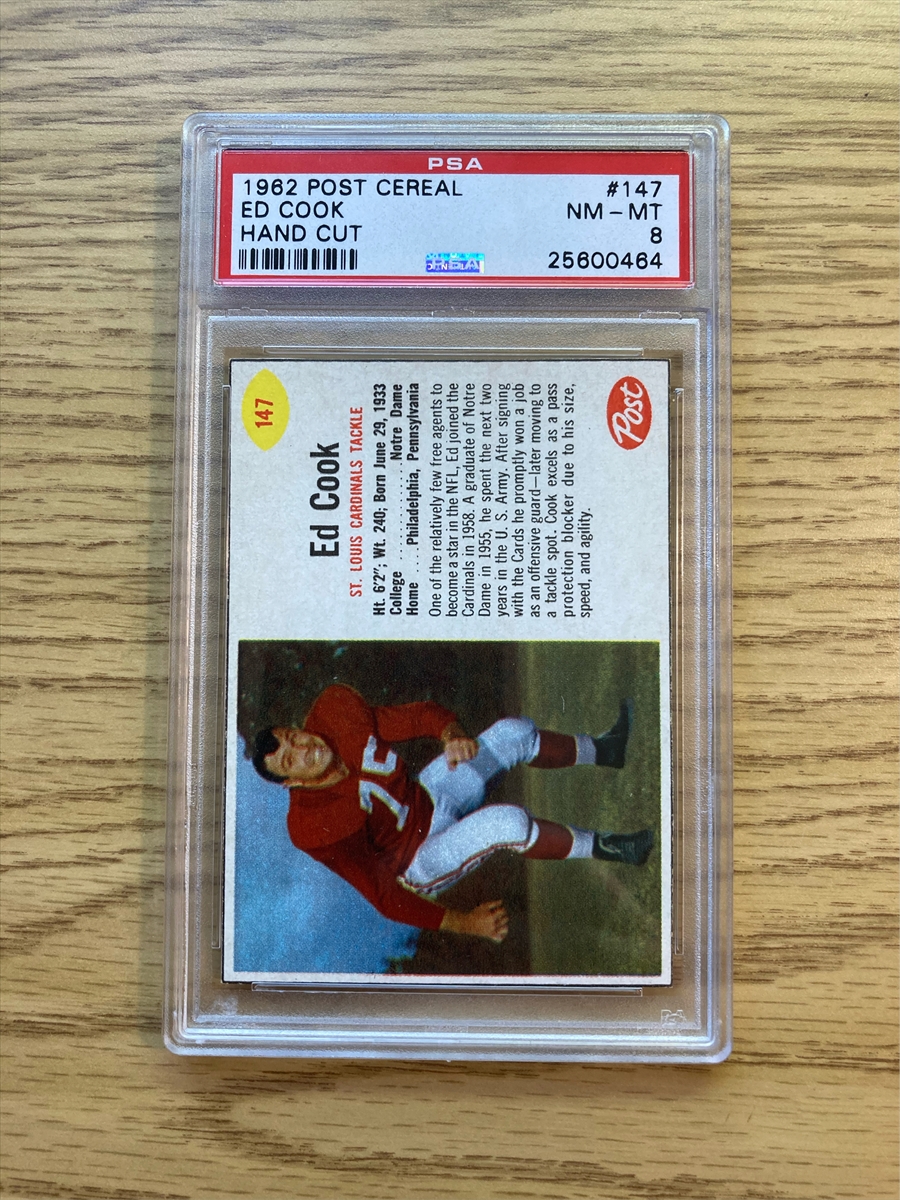 PSA
1962 POST CEREAL #147
ED COOK NM - MT
HAND CUT 8
25600464
147
Ed Cook
ST. LOUIS CARDINALS TACKLE
Ht. 6'2"; Wt. 240; Born June 29, 1933
College ............. Notre Dame
Home .... Philadelphia, Pennsylvania
One of the relatively few free agents to
become a star in the NFL, Ed joined the
Cardinals in 1958. A graduate of Notre
Dame in 1955, he spent the next two
years in the U. S. Army. After signing
with the Cards he promptly won a job
as an offensive guard—later moving to
a tackle spot. Cook excels as a pass
protection blocker due to his size,
speed, and agility.
Post
75